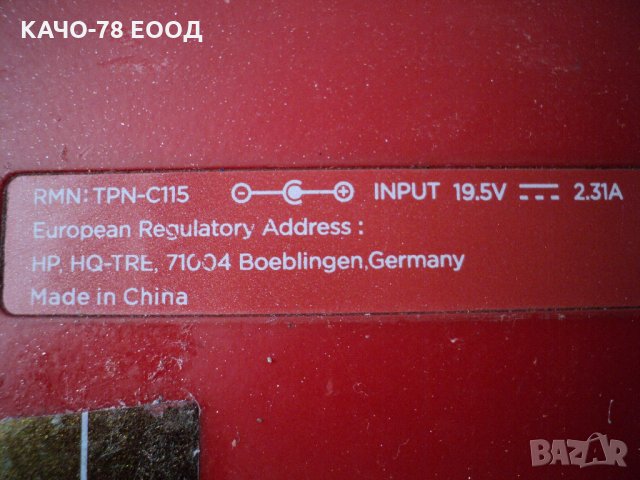 КАЧО-78 ЕООД
RMN: TPN-C115 INPUT 19.5V 2.31A
European Regulatory Address :
HP, HQ-TRE, 71004 Boeblingen,Germany
Made in China
BAZAR